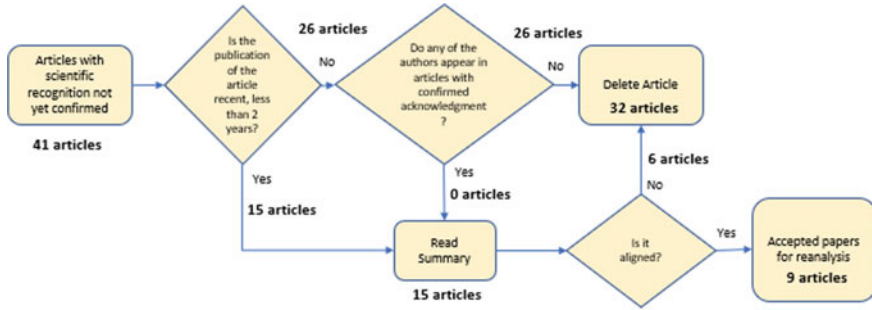 Articles with
scientific
recognition not
yet confirmed
41 articles
Is the
publication
of the
article
recent, less
than 2
years?
26 articles
No
Do any of the
authors appear in
articles with
confirmed
acknowledgment
?
26 articles
No
Delete Article
32 articles
Yes
15 articles
Yes
0 articles
6 articles
No
Read
Summary
15 articles
Is it
aligned?
Yes
Accepted papers
for reanalysis
9 articles